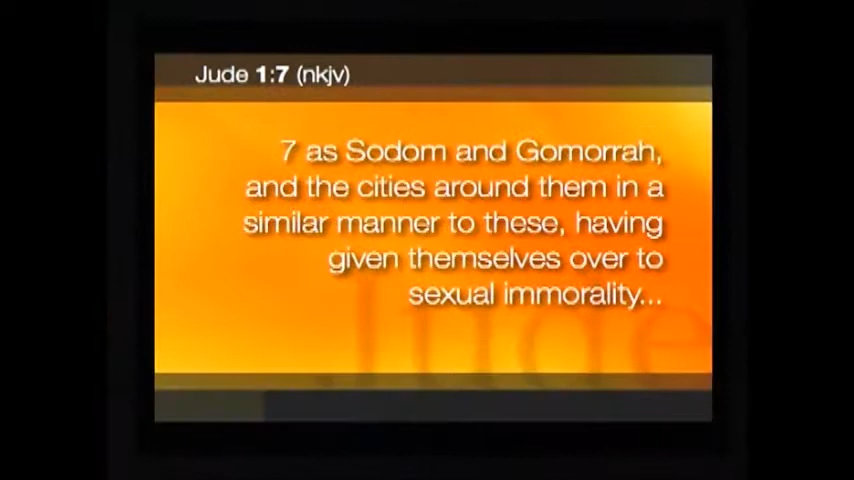 Jude 1:7 (nkjv)
7 as Sodom and Gomorrah,
and the cities around them in a
similar manner to these, having
given themselves over to
sexual immorality...
Jude